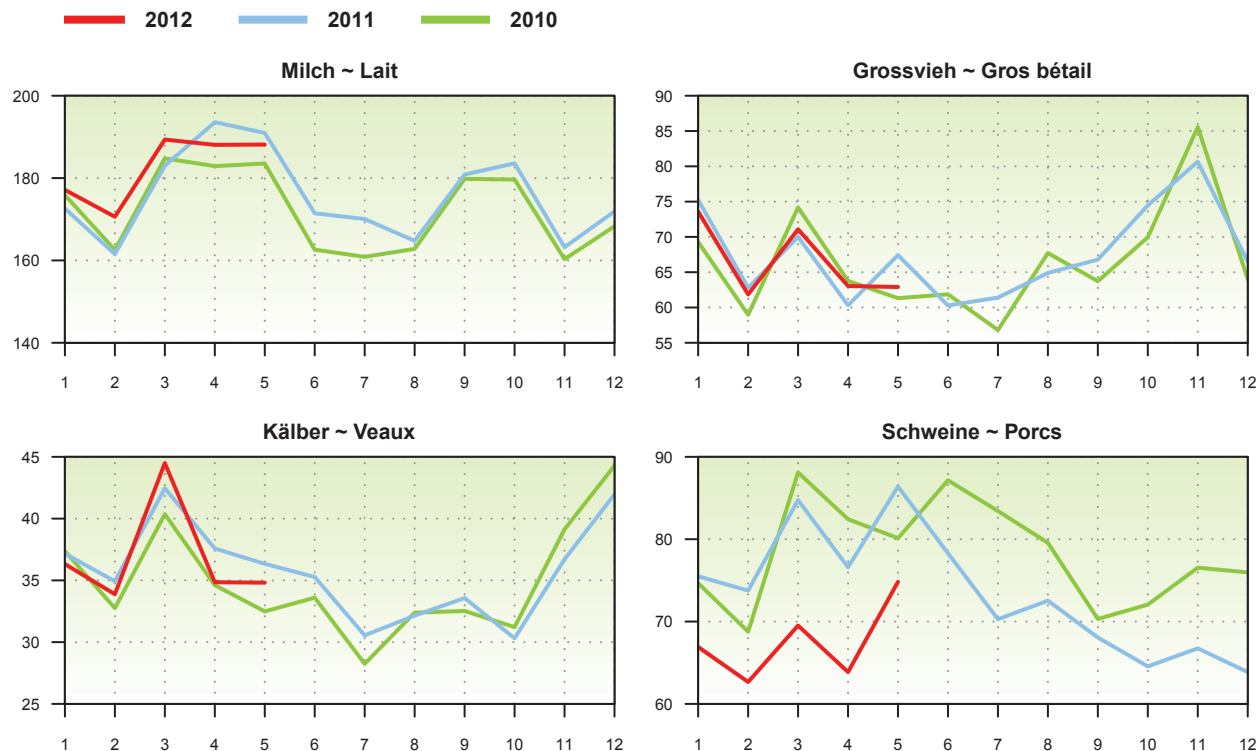 2012 2011 2010
Milch ~ Lait
200
180
160
140
1 2 3 4 5 6 7 8 9 10 11 12
Grossvieh ~ Gros bétail
90
85
80
75
70
65
60
55
1 2 3 4 5 6 7 8 9 10 11 12
Kälber ~ Veaux
45
40
35
30
25
1 2 3 4 5 6 7 8 9 10 11 12
Schweine ~ Porcs
90
80
70
60
1 2 3 4 5 6 7 8 9 10 11 12